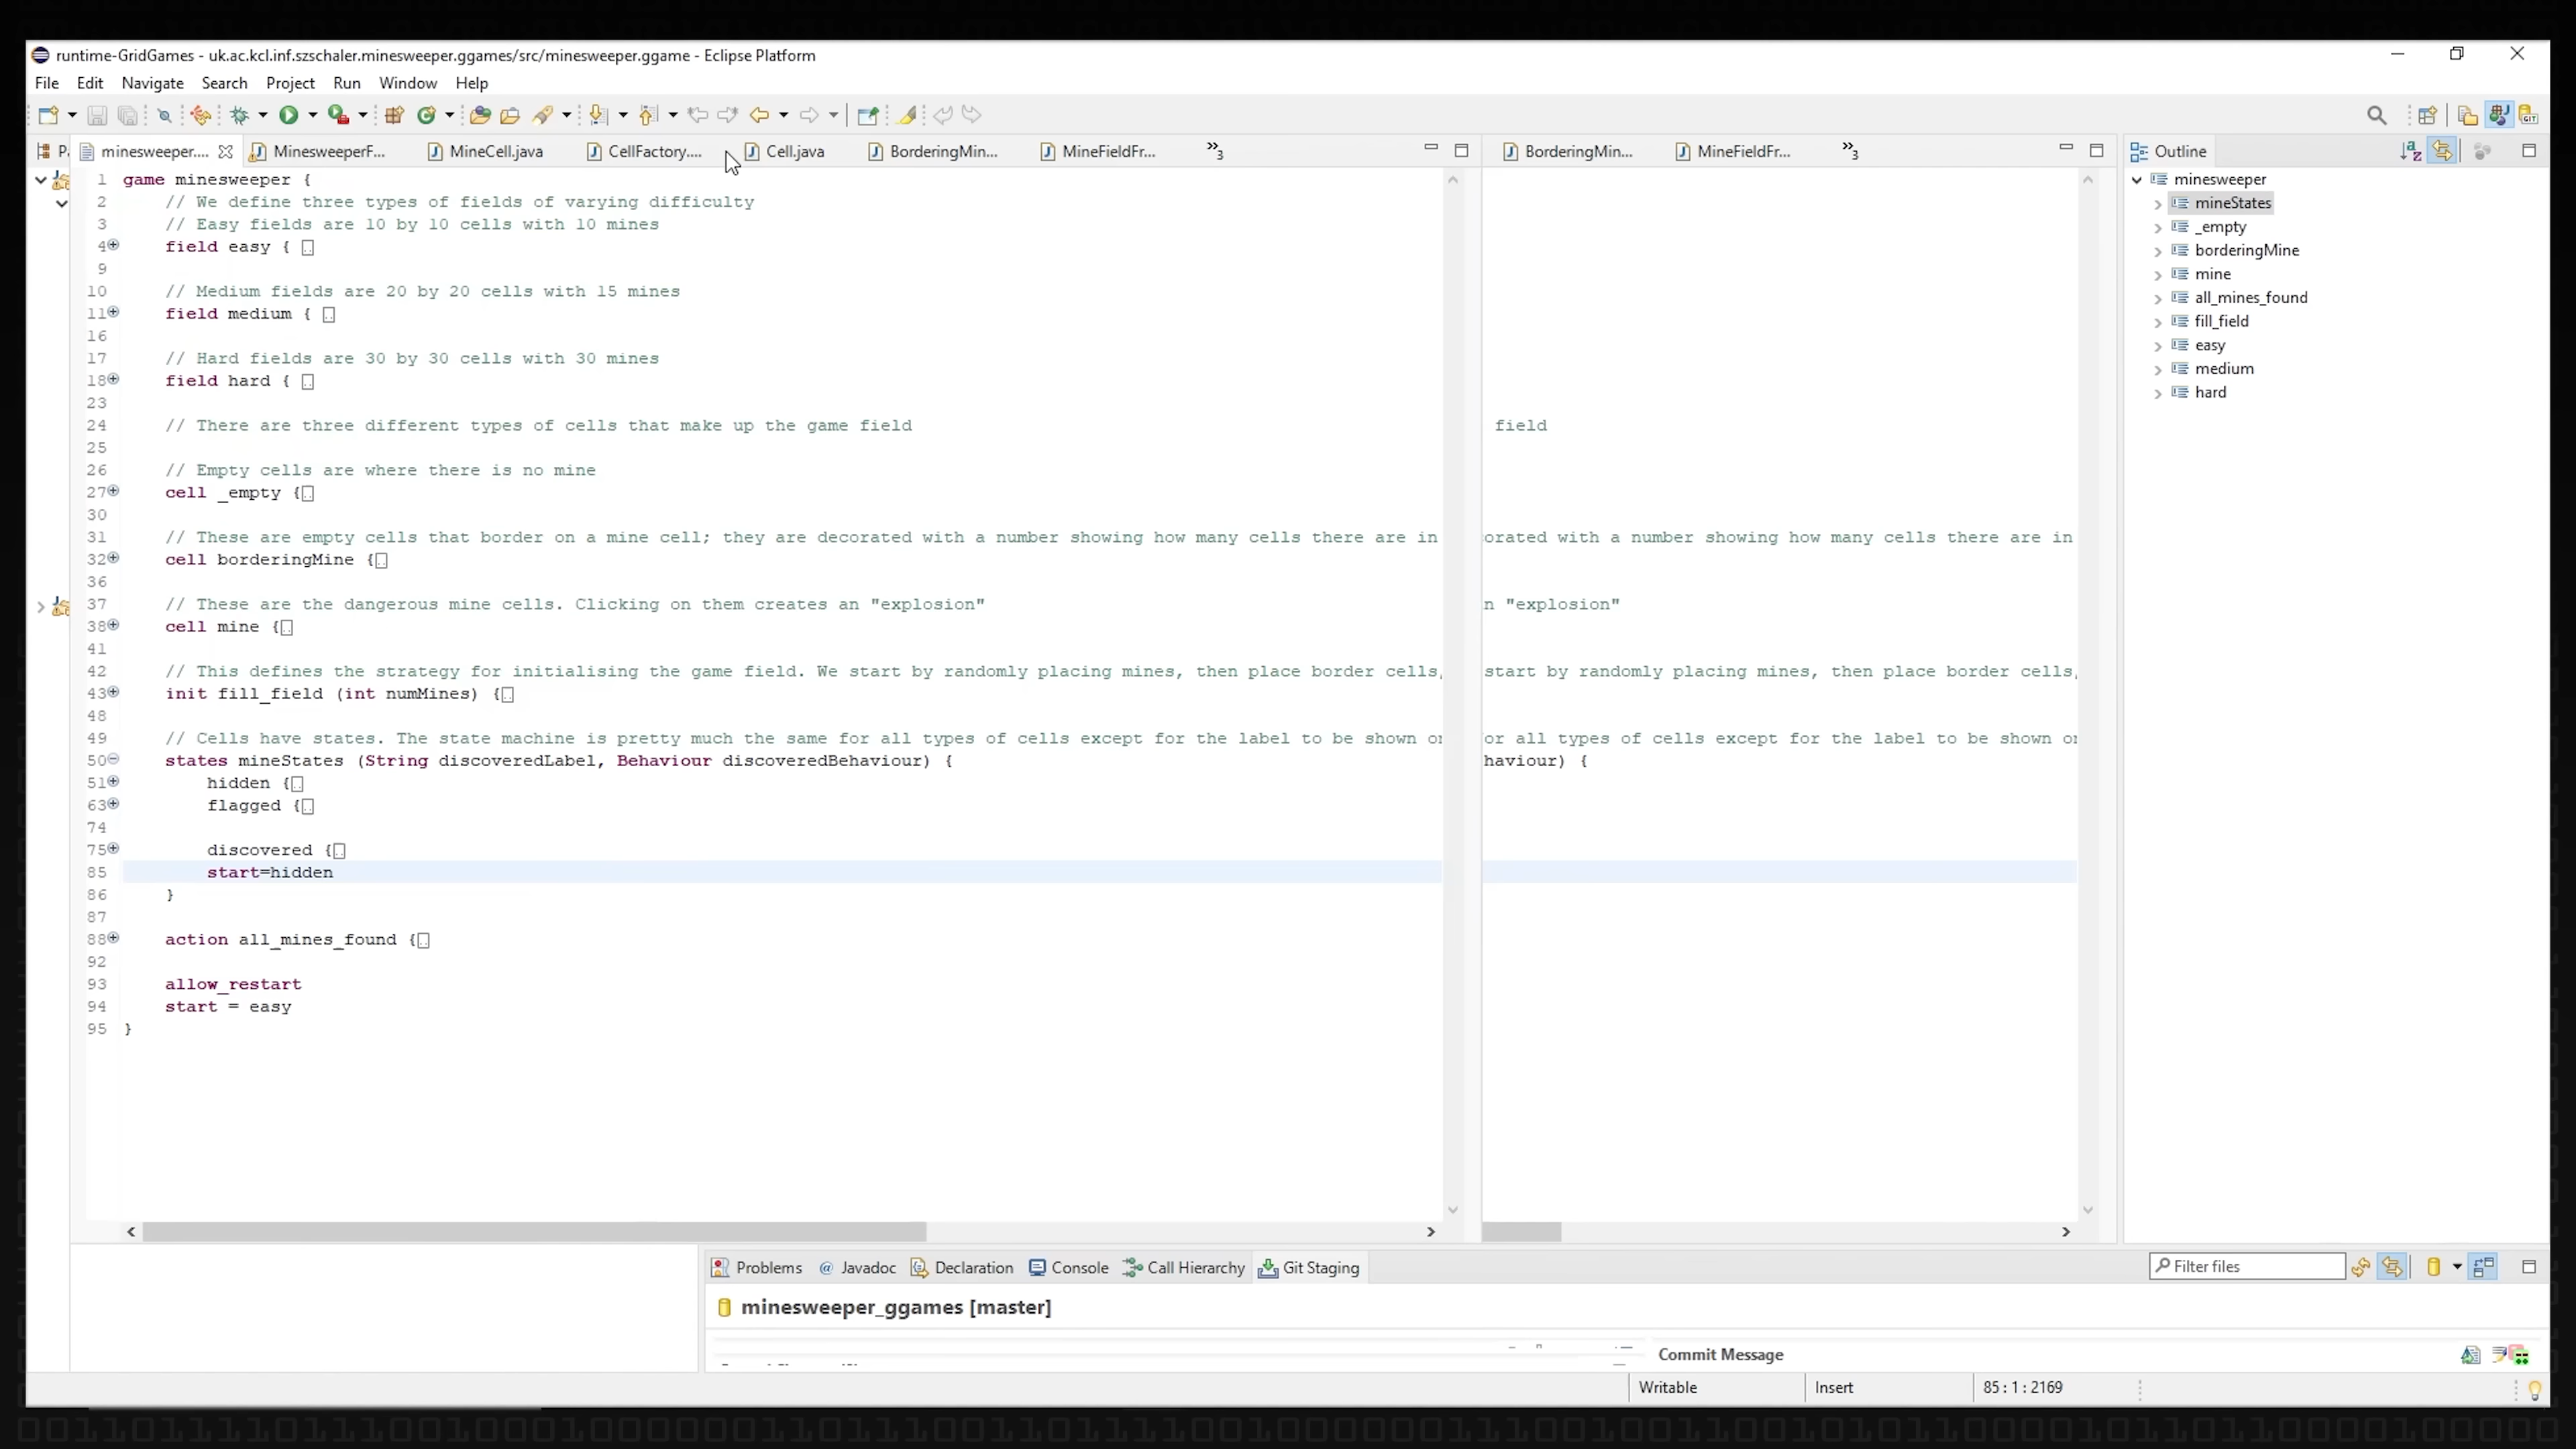 runtime-GridGames - uk.ac.kcl.inf.szschaler.minesweeper.ggames/src/minesweeper.ggame - Eclipse Platform
File Edit Navigate Search Project Run Window Help
GIT
minesweeper.... MinesweeperF... MineCell.java CellFactory.... Cell.java BorderingMin... MineFieldFr... »3 BorderingMin... MineFieldFr... »3 Outline
1 game minesweeper {
2 // We define three types of fields of varying difficulty
3 // Easy fields are 10 by 10 cells with 10 mines
4 field easy {
9
10 // Medium fields are 20 by 20 cells with 15 mines
11 field medium {
16
17 // Hard fields are 30 by 30 cells with 30 mines
18 field hard {
23
24 // There are three different types of cells that make up the game field
25
26 // Empty cells are where there is no mine
27 cell _empty {
30
31 // These are empty cells that border on a mine cell; they are decorated with a number showing how many cells there are in
32 cell borderingMine {
36
37 // These are the dangerous mine cells. Clicking on them creates an "explosion"
38 cell mine {
41
42 // This defines the strategy for initialising the game field. We start by randomly placing mines, then place border cells,
43 init fill_field (int numMines) {
48
49 // Cells have states. The state machine is pretty much the same for all types of cells except for the label to be shown or
50 states mineStates (String discoveredLabel, Behaviour discoveredBehaviour) {
51 hidden {
63 flagged {
74
75 discovered {
85 start=hidden
86 }
87
88 action all_mines_found {
92
93 allow_restart
94 start = easy
95 }
field
orated with a number showing how many cells there are in
n "explosion"
start by randomly placing mines, then place border cells,
or all types of cells except for the label to be shown or
haviour) {
minesweeper
mineStates
_empty
borderingMine
mine
all_mines_found
fill_field
easy
medium
hard
Problems @ Javadoc Declaration Console Call Hierarchy Git Staging Filter files
minesweeper_ggames [master]
Commit Message
Writable Insert 85 : 1 : 2169